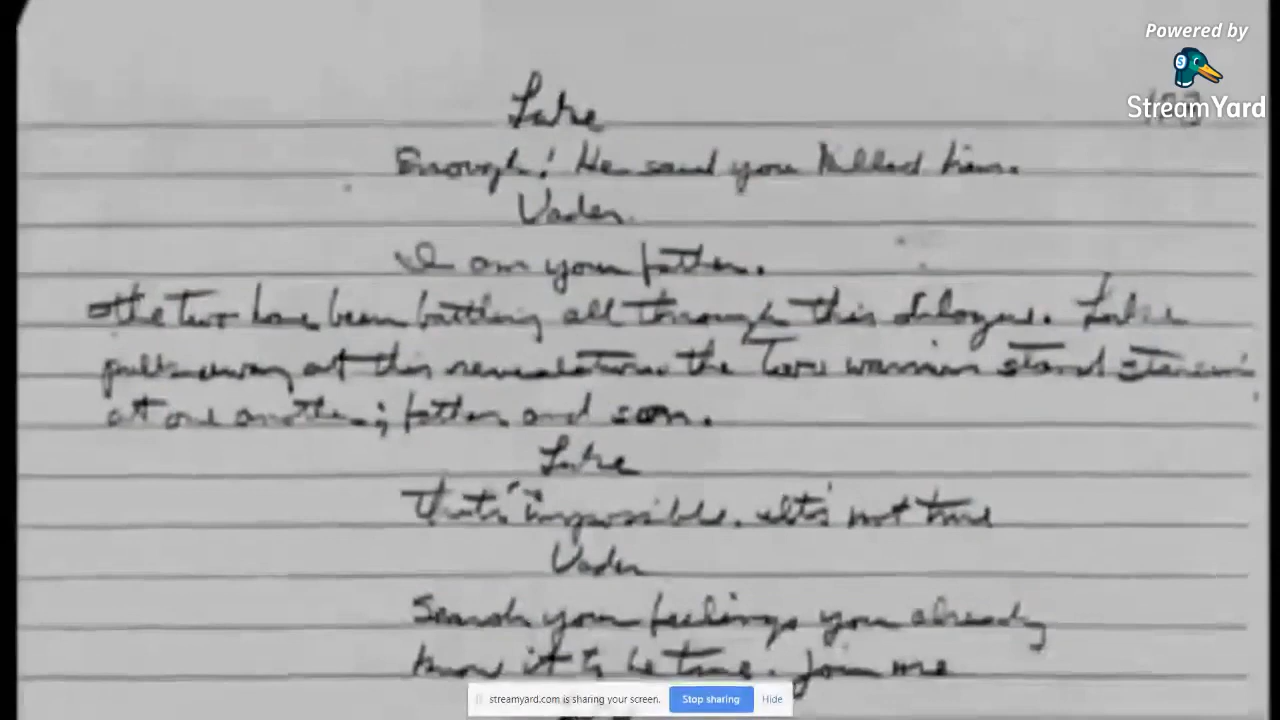 Powered by
StreamYard
Luke
Enough! He said you killed him.
Vader
I am your father.
the two have been battling all through this dialogue. Luke
pulls away at this revelation. the two warriors stand staring
at one another; father and son.
Luke
That's impossible. It's not true
Vader
Search your feelings you already
know it to be true. Join me
streamyard.com is sharing your screen.
Stop sharing
Hide